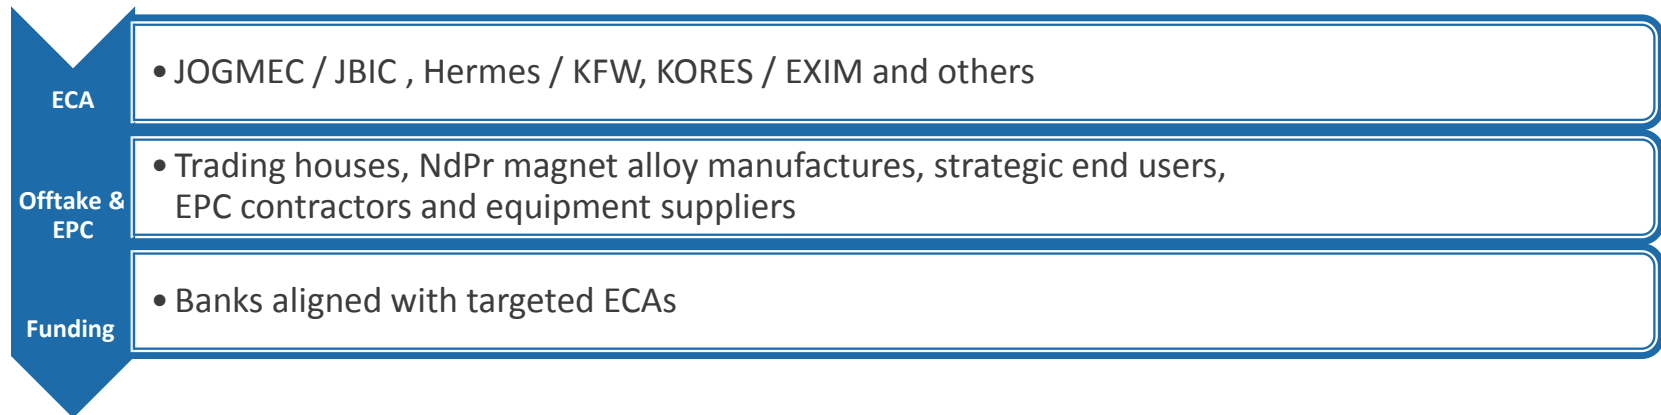 ECA
• JOGMEC / JBIC , Hermes / KFW, KORES / EXIM and others
Offtake &
EPC
• Trading houses, NdPr magnet alloy manufactures, strategic end users,
EPC contractors and equipment suppliers
Funding
• Banks aligned with targeted ECAs